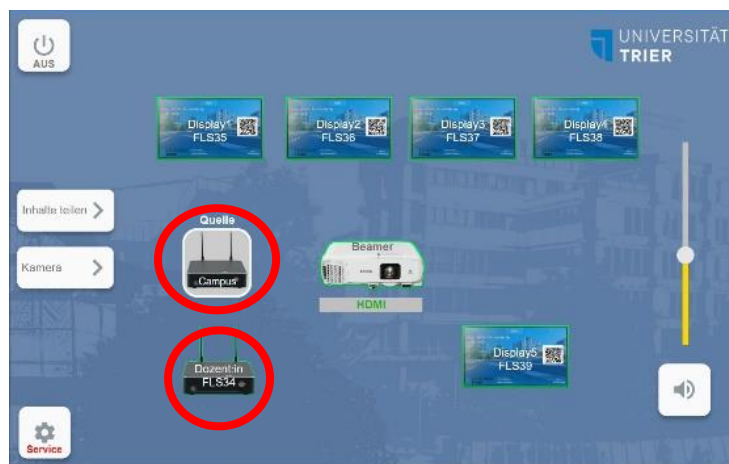 AUS
UNIVERSITÄT
TRIER
Display1
FLS35
Display2
FLS36
Display3
FLS37
Display4
FLS38
Inhalte teilen
Quelle
Campus
Kamera
Beamer
HDMI
Dozent:in
FLS34
Display5
FLS39
Service